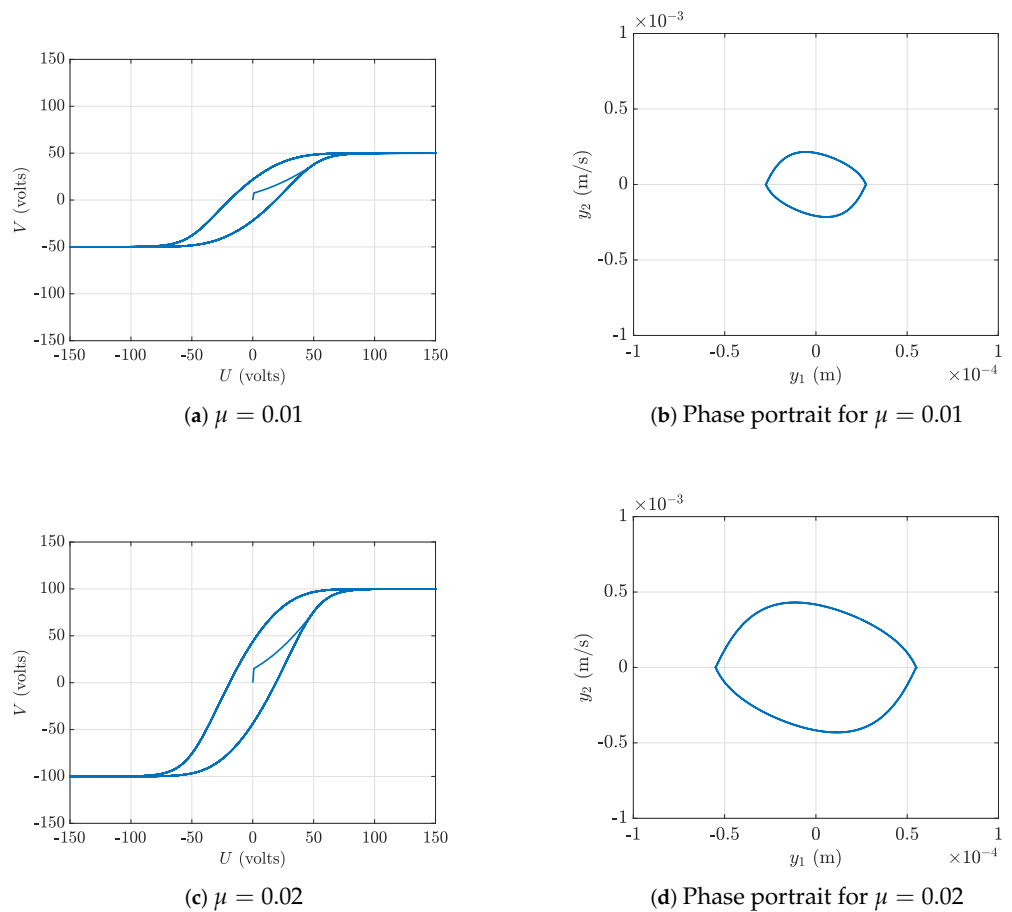 150
100
50
0
-50
-100
-150
V (volts)
-150 -100 -50 0 50 100 150
U (volts)
(a) μ = 0.01
×10⁻³
1
0.5
0
-0.5
-1
y₂ (m/s)
-1 -0.5 0 0.5 1
y₁ (m) ×10⁻⁴
(b) Phase portrait for μ = 0.01
150
100
50
0
-50
-100
-150
V (volts)
-150 -100 -50 0 50 100 150
U (volts)
(c) μ = 0.02
×10⁻³
1
0.5
0
-0.5
-1
y₂ (m/s)
-1 -0.5 0 0.5 1
y₁ (m) ×10⁻⁴
(d) Phase portrait for μ = 0.02